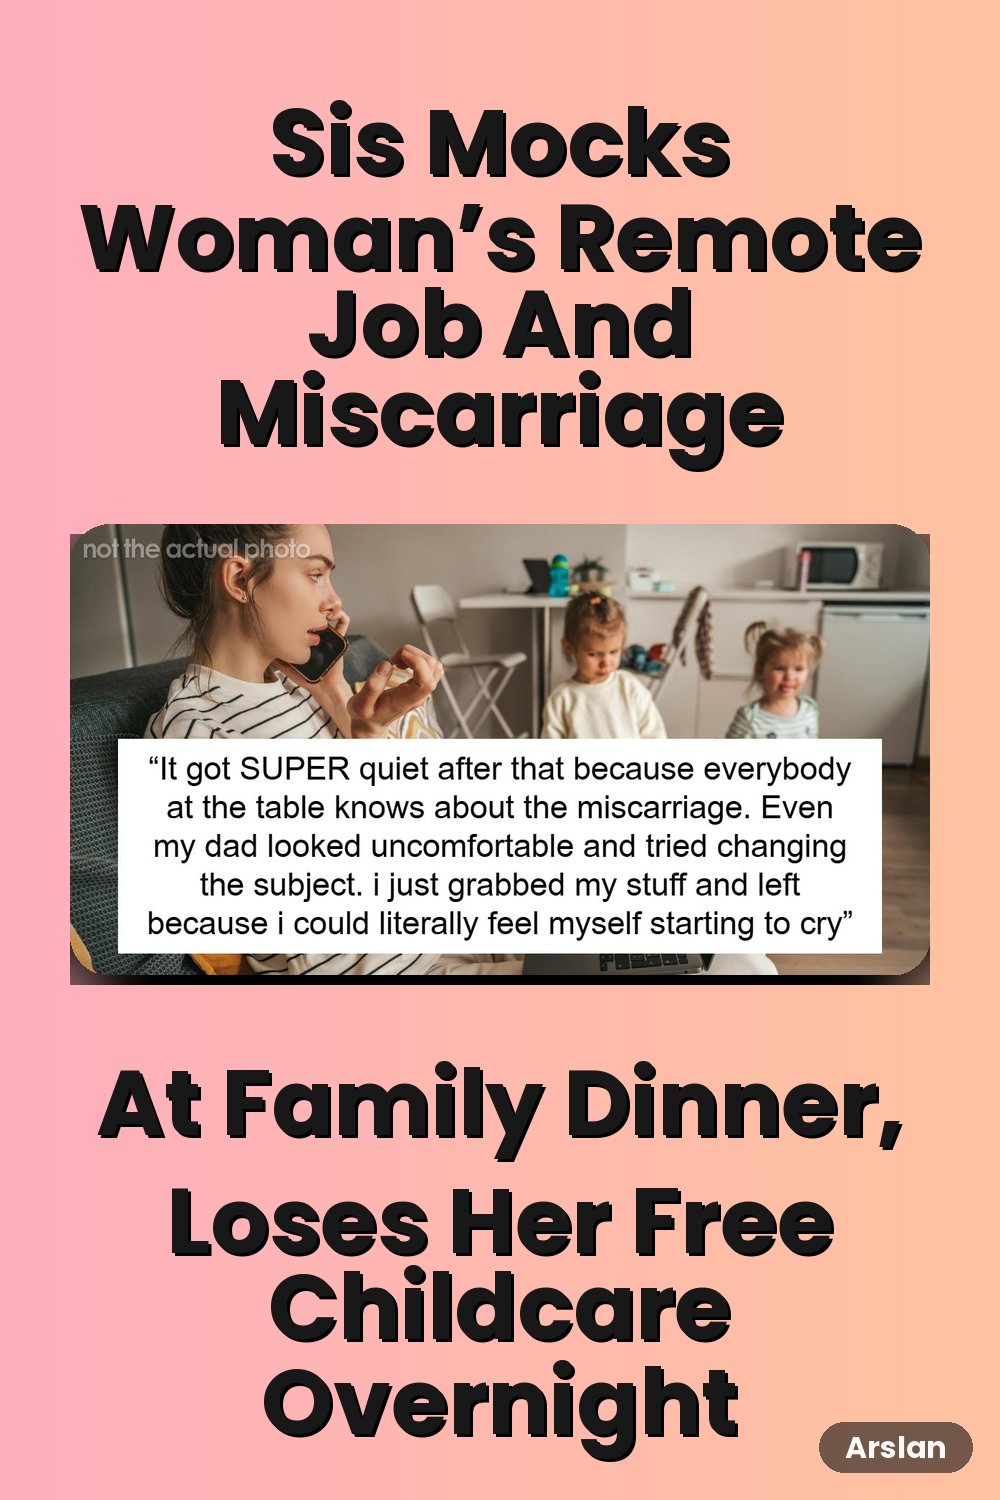 Sis Mocks
Woman’s Remote
Job And
Miscarriage
not the actual photo
“It got SUPER quiet after that because everybody
at the table knows about the miscarriage. Even
my dad looked uncomfortable and tried changing
the subject. i just grabbed my stuff and left
because i could literally feel myself starting to cry”
At Family Dinner,
Loses Her Free
Childcare
Overnight
Arslan